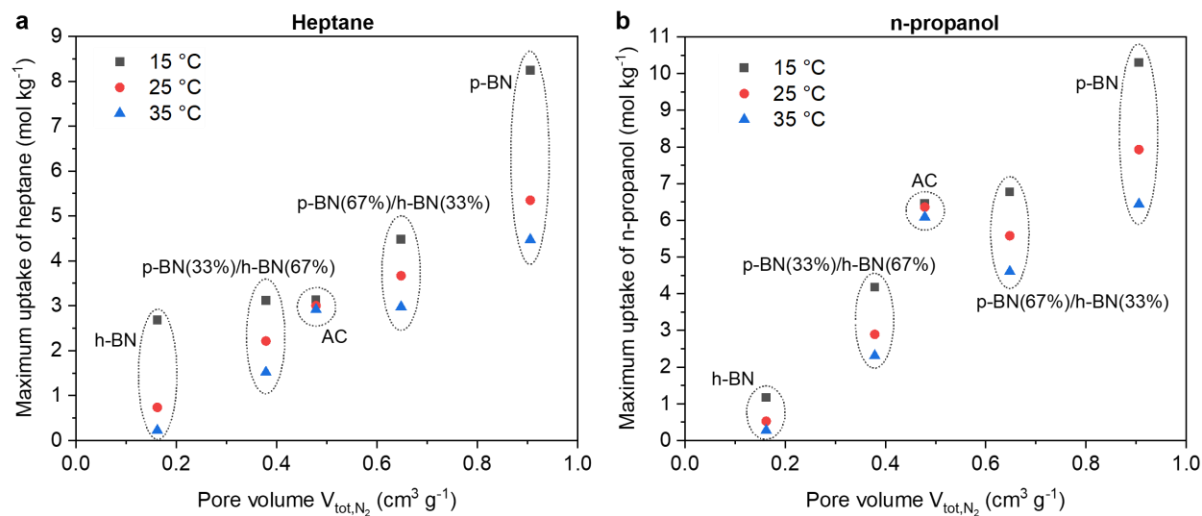 a
Heptane
Maximum uptake of heptane (mol kg⁻¹)
9
8
7
6
5
4
3
2
1
0
15 °C
25 °C
35 °C
p-BN
p-BN(67%)/h-BN(33%)
p-BN(33%)/h-BN(67%)
AC
h-BN
0.0 0.2 0.4 0.6 0.8 1.0
Pore volume V_tot,N₂ (cm³ g⁻¹)
b
n-propanol
Maximum uptake of n-propanol (mol kg⁻¹)
11
10
9
8
7
6
5
4
3
2
1
0
15 °C
25 °C
35 °C
p-BN
AC
p-BN(33%)/h-BN(67%)
p-BN(67%)/h-BN(33%)
h-BN
0.0 0.2 0.4 0.6 0.8 1.0
Pore volume V_tot,N₂ (cm³ g⁻¹)